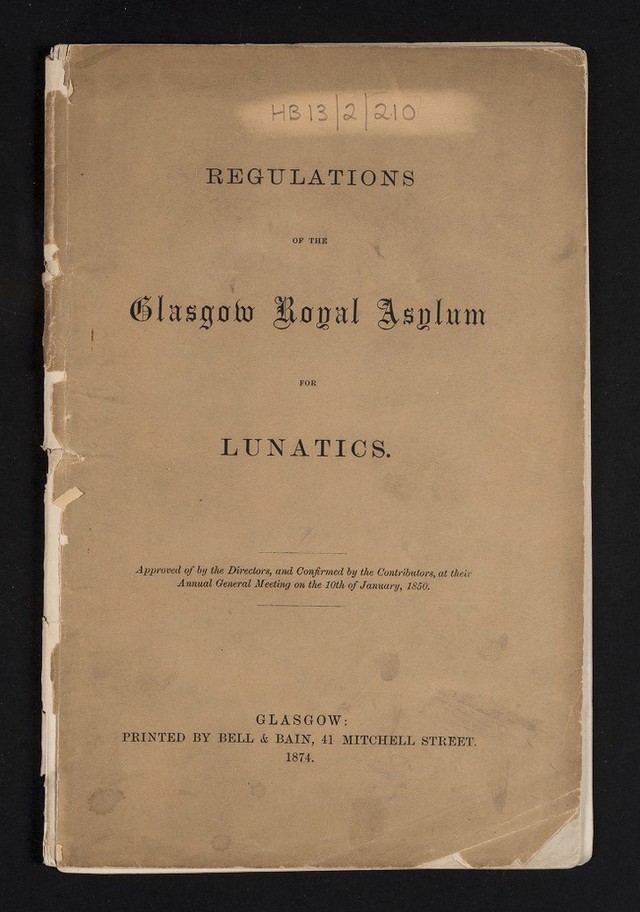 HB13/2/210
REGULATIONS
OF THE
Glasgow Royal Asylum
FOR
LUNATICS.
Approved of by the Directors, and Confirmed by the Contributors, at their
Annual General Meeting on the 10th of January, 1850.
GLASGOW:
PRINTED BY BELL & BAIN, 41 MITCHELL STREET.
1874.